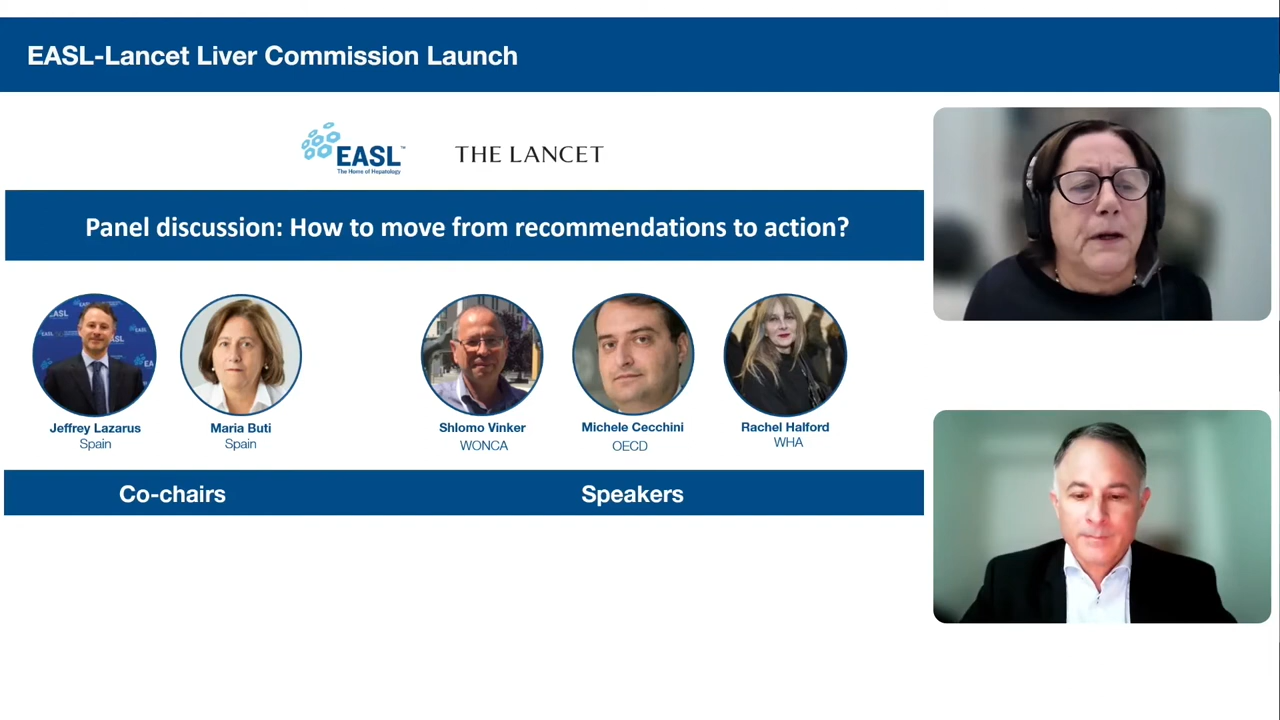 EASL-Lancet Liver Commission Launch
EASL™
The Home of Hepatology
THE LANCET
Panel discussion: How to move from recommendations to action?
Jeffrey Lazarus
Spain
Maria Buti
Spain
Shlomo Vinker
WONCA
Michele Cecchini
OECD
Rachel Halford
WHA
Co-chairs
Speakers